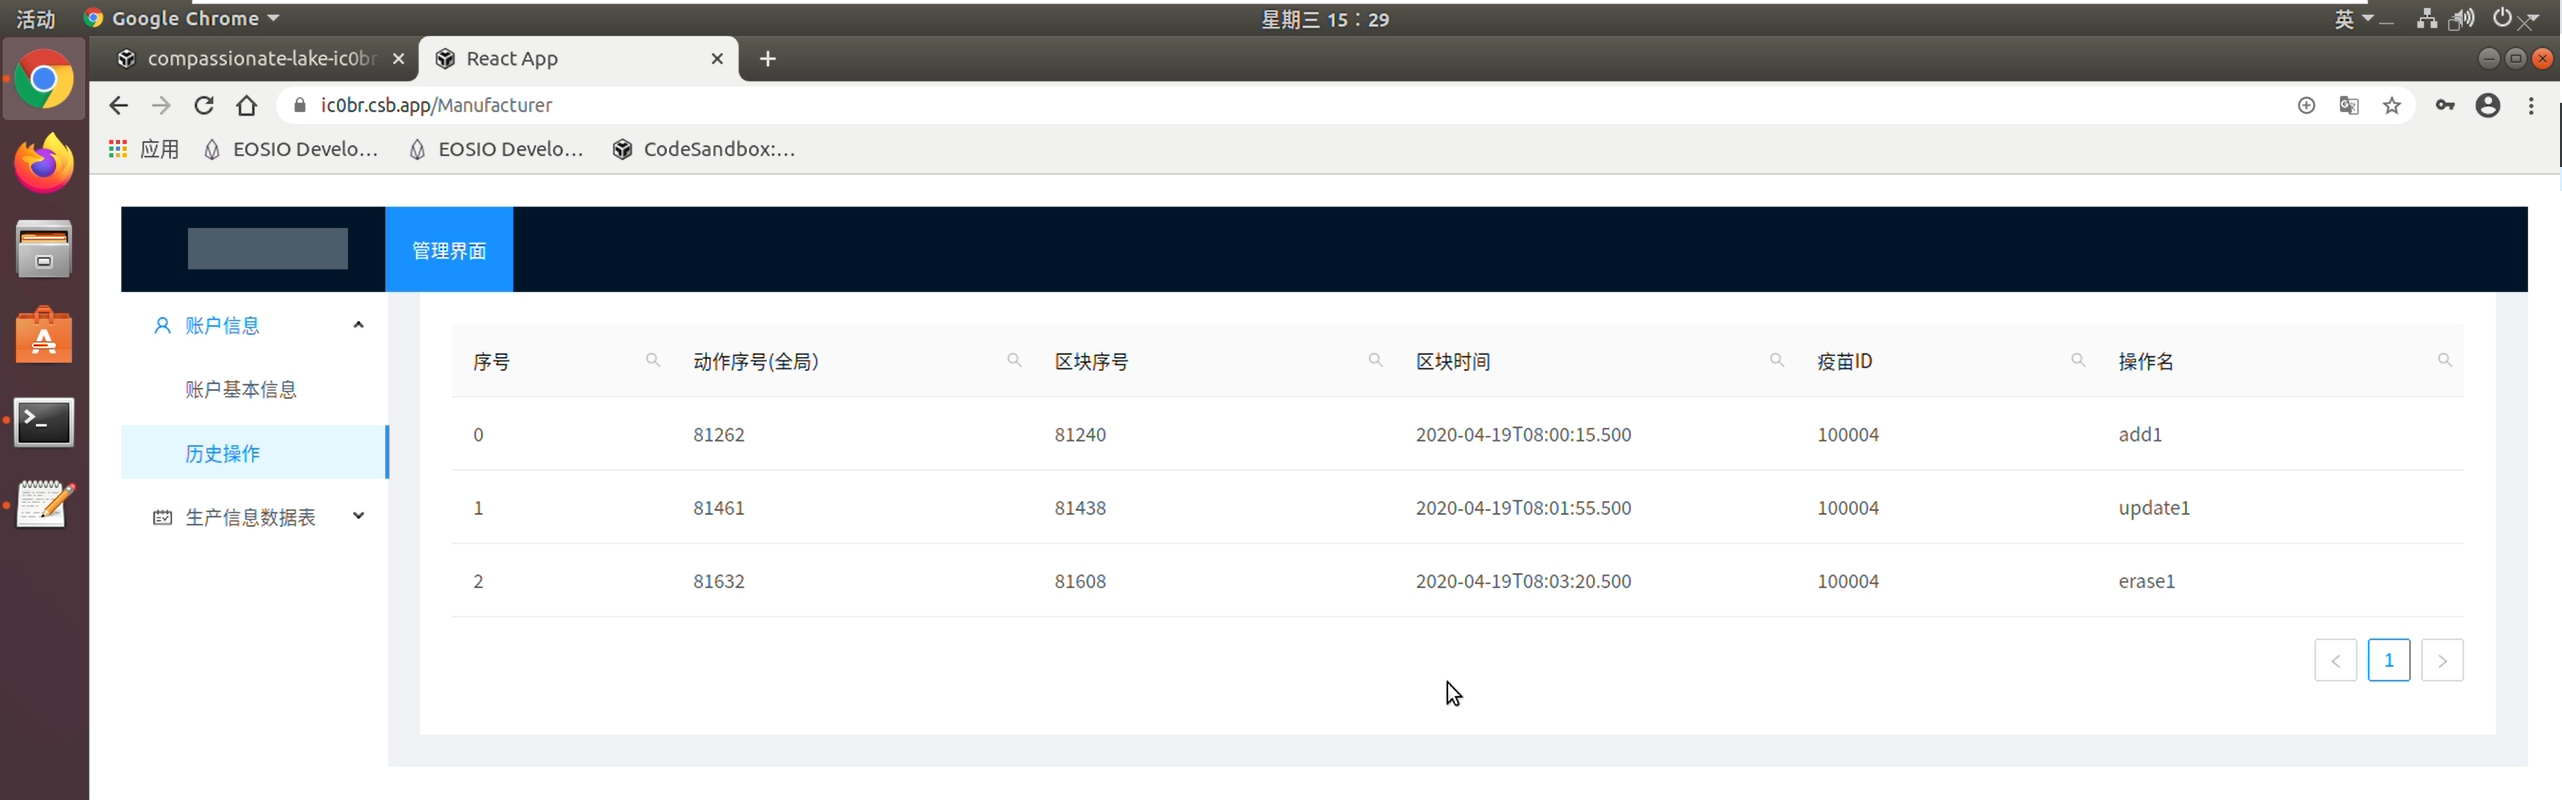 活动 Google Chrome 星期三 15：29 英
compassionate-lake-ic0br React App
ic0br.csb.app/Manufacturer
应用 EOSIO Develo... EOSIO Develo... CodeSandbox:...
管理界面
账户信息
账户基本信息
历史操作
生产信息数据表
序号 动作序号(全局) 区块序号 区块时间 疫苗ID 操作名
0 81262 81240 2020-04-19T08:00:15.500 100004 add1
1 81461 81438 2020-04-19T08:01:55.500 100004 update1
2 81632 81608 2020-04-19T08:03:20.500 100004 erase1
< 1 >